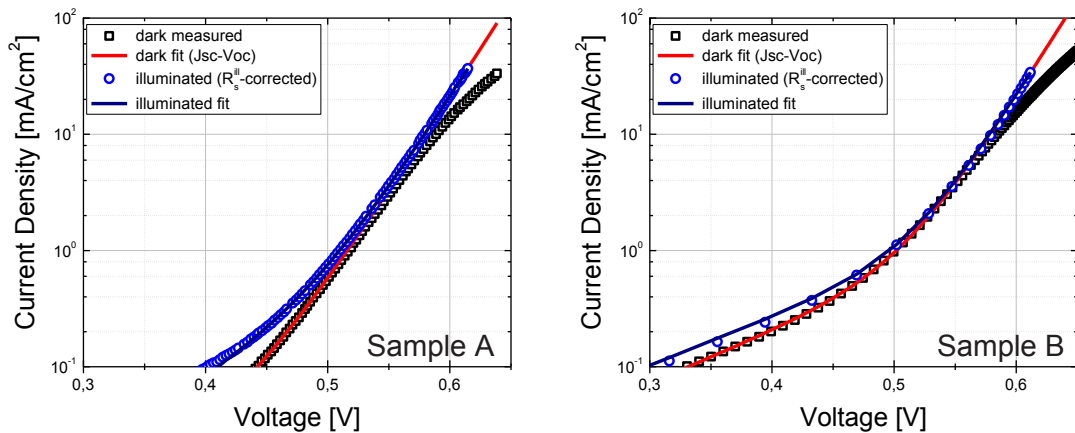 10²
dark measured
dark fit (Jsc-Voc)
illuminated (Rₛⁱˡˡ-corrected)
illuminated fit
10¹
10⁰
10⁻¹
Current Density [mA/cm²]
Sample A
0,3
0,4
0,5
0,6
Voltage [V]
10²
dark measured
dark fit (Jsc-Voc)
illuminated (Rₛⁱˡˡ-corrected)
illuminated fit
10¹
10⁰
10⁻¹
Current Density [mA/cm²]
Sample B
0,3
0,4
0,5
0,6
Voltage [V]